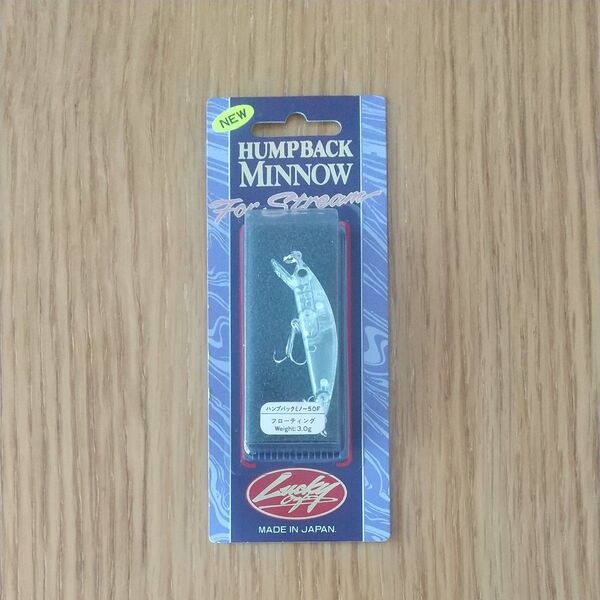 NEW
HUMPBACK
MINNOW
For Stream
ハンプバックミノー50F
フローティング
Weight:3.0g
Lucky
Craft
MADE IN JAPAN.